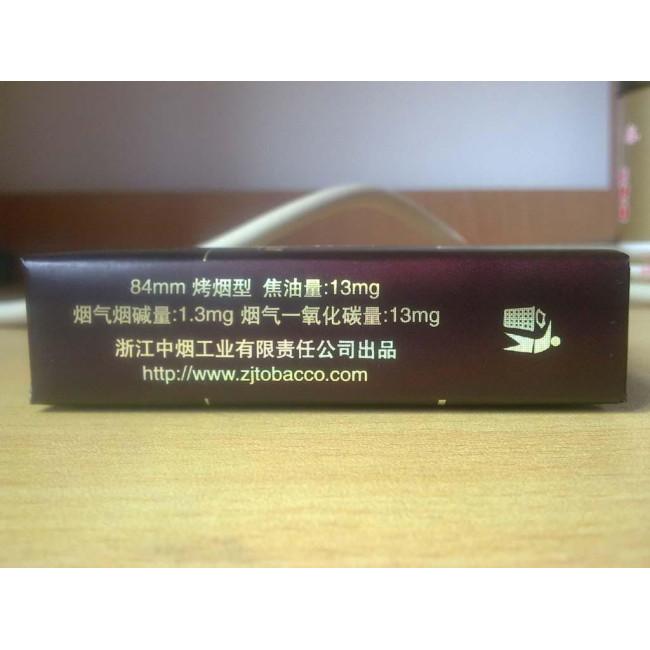 84mm 烤烟型 焦油量:13mg
烟气烟碱量:1.3mg 烟气一氧化碳量:13mg
浙江中烟工业有限责任公司出品
http://www.zjtobacco.com